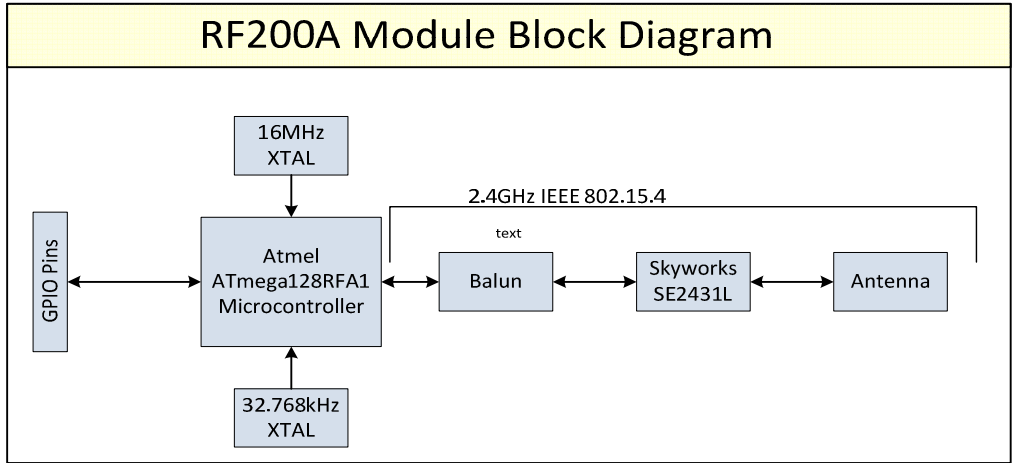 RF200A Module Block Diagram
16MHz
XTAL
2.4GHz IEEE 802.15.4
text
GPIO Pins
Atmel
ATmega128RFA1
Microcontroller
Balun
Skyworks
SE2431L
Antenna
32.768kHz
XTAL